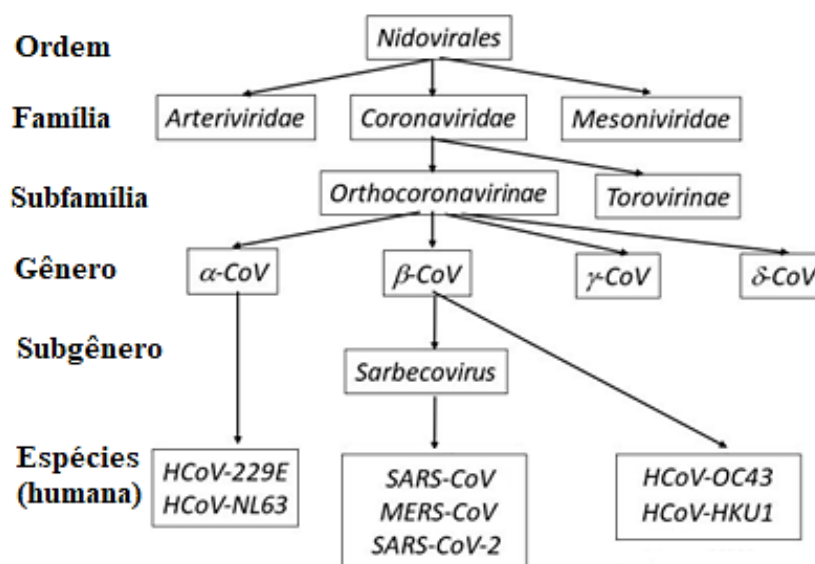 Ordem
Nidovirales
Família
Arteriviridae
Coronaviridae
Mesoniviridae
Subfamília
Orthocoronavirinae
Torovirinae
Gênero
α-CoV
β-CoV
γ-CoV
δ-CoV
Subgênero
Sarbecovirus
Espécies
(humana)
HCoV-229E
HCoV-NL63
SARS-CoV
MERS-CoV
SARS-CoV-2
HCoV-OC43
HCoV-HKU1